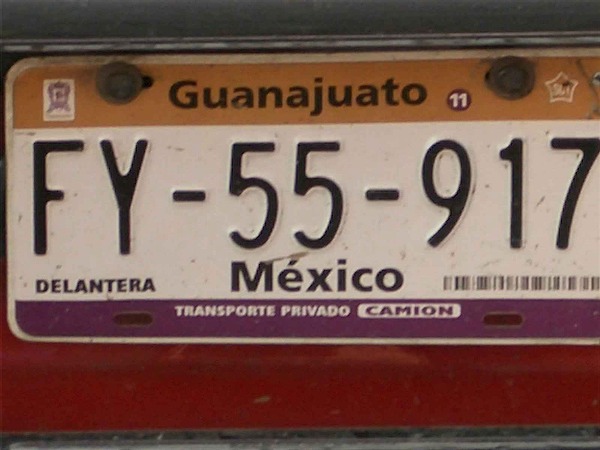 Guanajuato 11
FY-55-917
DELANTERA México
TRANSPORTE PRIVADO CAMION